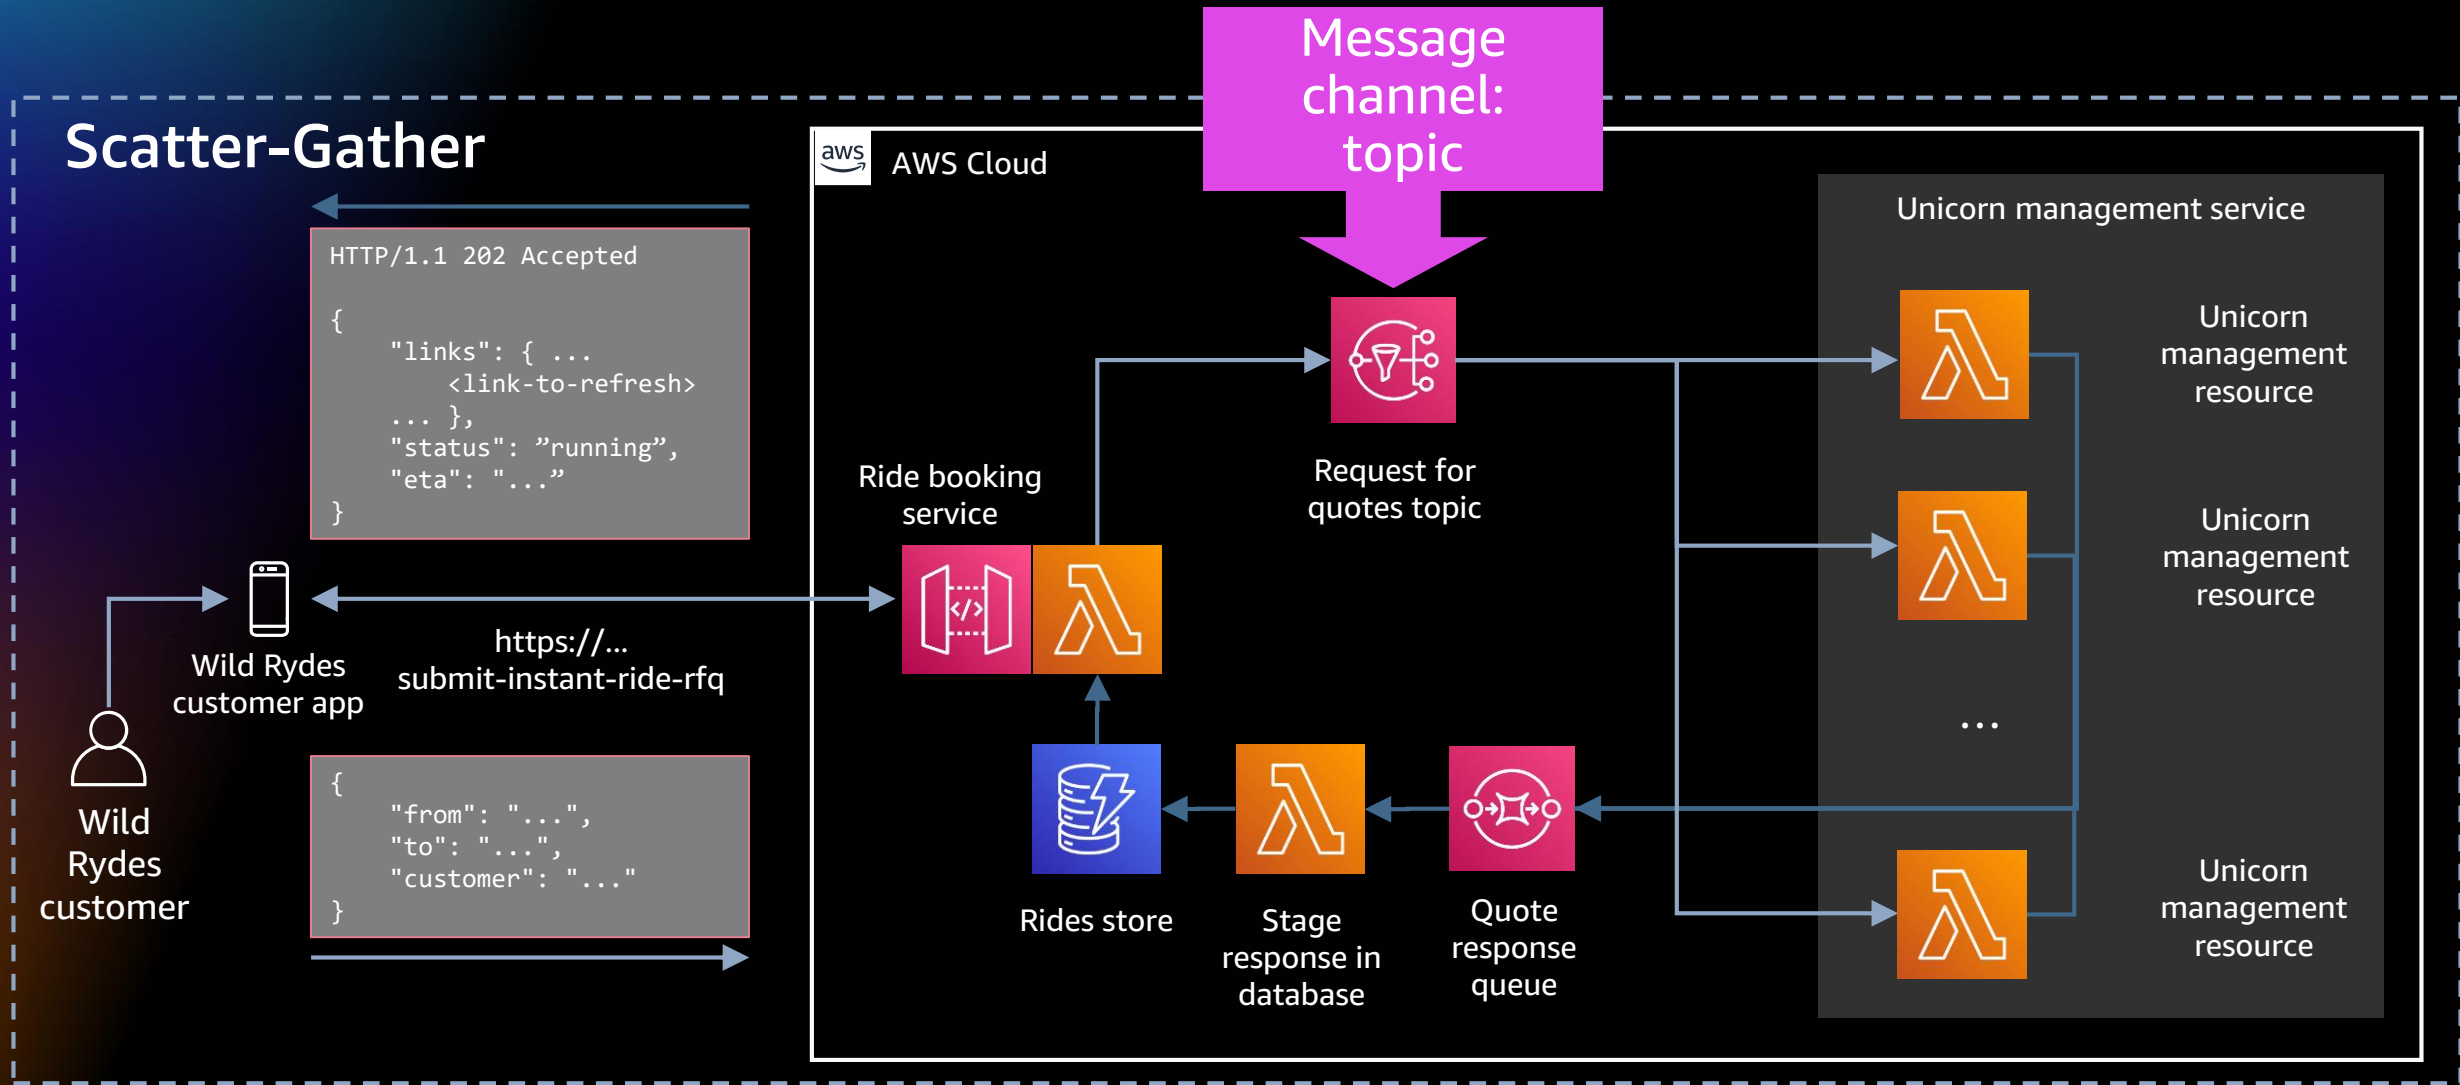 Message
channel:
topic
Scatter-Gather
aws
AWS Cloud
Unicorn management service
HTTP/1.1 202 Accepted
{
"links": { ...
<link-to-refresh>
... },
"status": ”running”,
"eta": "...”
}
Unicorn
management
resource
Request for
quotes topic
Ride booking
service
Unicorn
management
resource
</>
https://...
submit-instant-ride-rfq
Wild Rydes
customer app
...
{
"from": "...",
"to": "...",
"customer": "..."
}
Wild
Rydes
customer
Rides store
Stage
response in
database
Quote
response
queue
Unicorn
management
resource